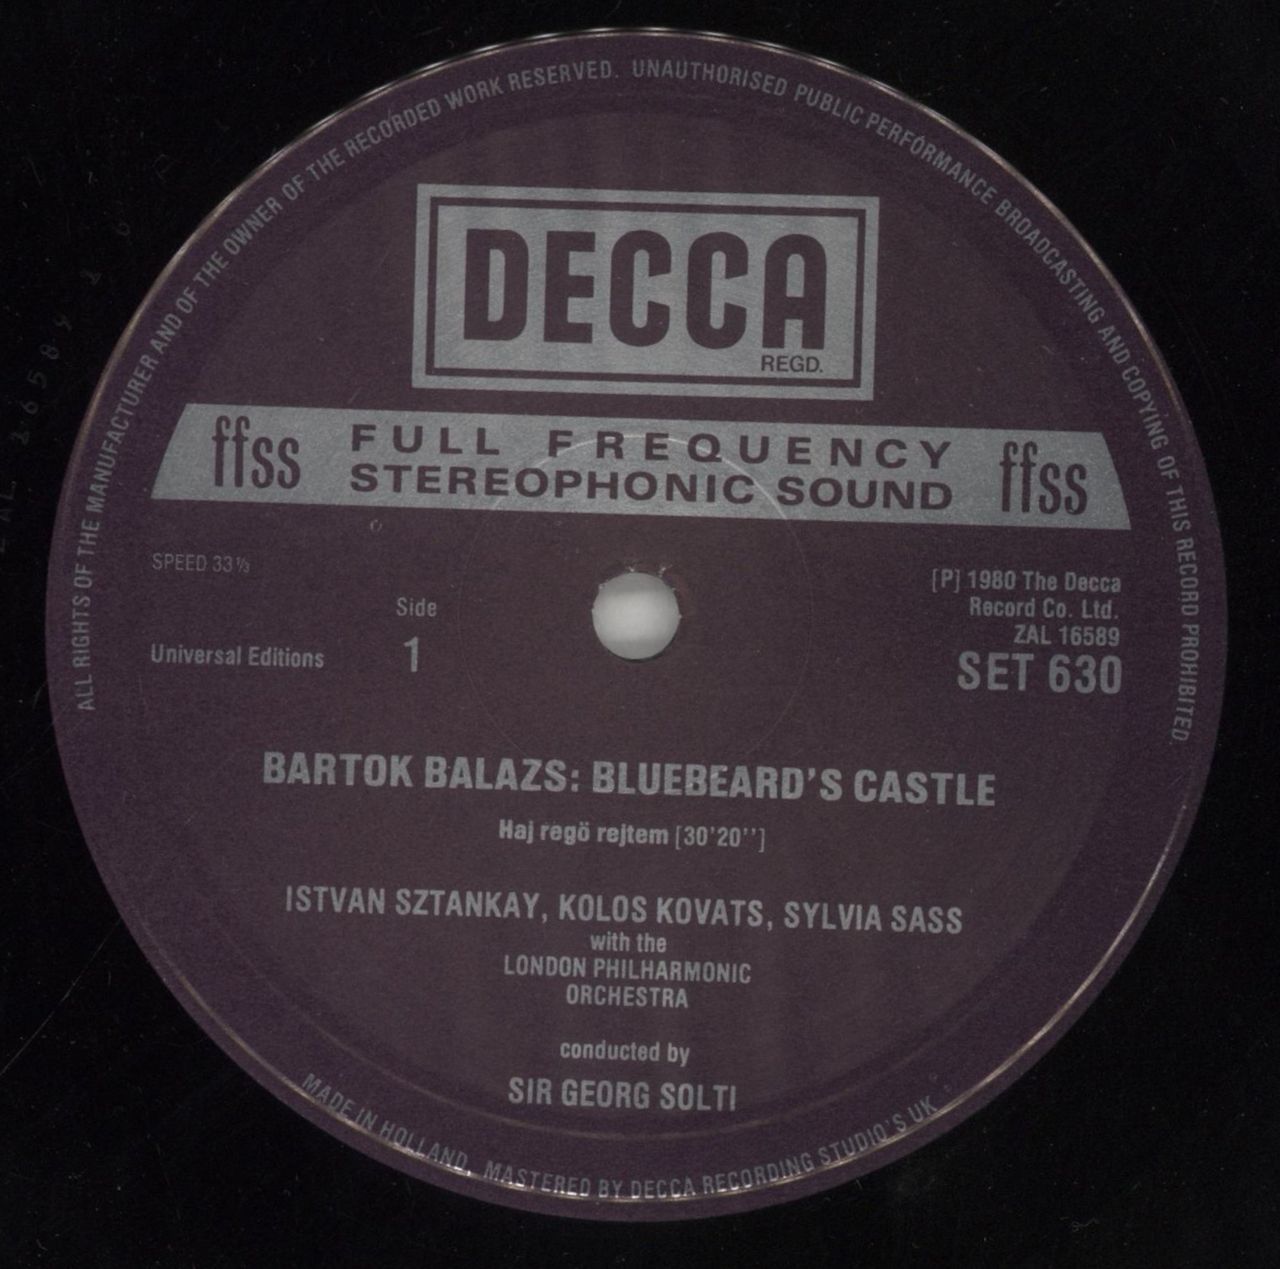 ALL RIGHTS OF THE MANUFACTURER AND OF THE OWNER OF THE RECORDED WORK RESERVED. UNAUTHORISED PUBLIC PERFORMANCE BROADCASTING AND COPYING OF THIS RECORD PROHIBITED.
DECCA
REGD.
ffss FULL FREQUENCY STEREOPHONIC SOUND ffss
SPEED 33⅓
Side
1
Universal Editions
[P] 1980 The Decca
Record Co. Ltd.
ZAL 16589
SET 630
BARTOK BALAZS: BLUEBEARD'S CASTLE
Haj regö rejtem [30'20'']
ISTVAN SZTANKAY, KOLOS KOVATS, SYLVIA SASS
with the
LONDON PHILHARMONIC
ORCHESTRA
conducted by
SIR GEORG SOLTI
MADE IN HOLLAND. MASTERED BY DECCA RECORDING STUDIO'S UK